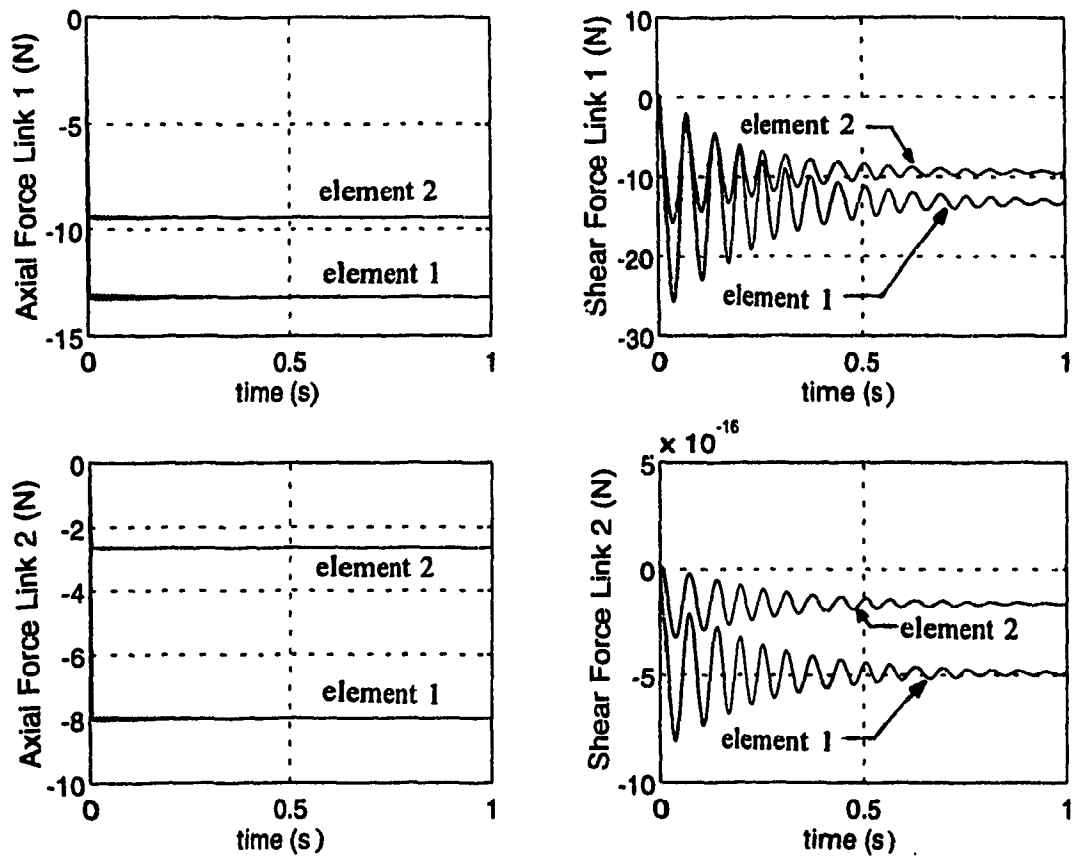 Axial Force Link 1 (N)
0
-5
-10
-15
element 2
element 1
0
0.5
1
time (s)
Shear Force Link 1 (N)
10
0
-10
-20
-30
element 2
element 1
0
0.5
1
time (s)
Axial Force Link 2 (N)
0
-2
-4
-6
-8
-10
element 2
element 1
0
0.5
1
time (s)
Shear Force Link 2 (N)
x 10^-16
5
0
-5
-10
element 2
element 1
0
0.5
1
time (s)